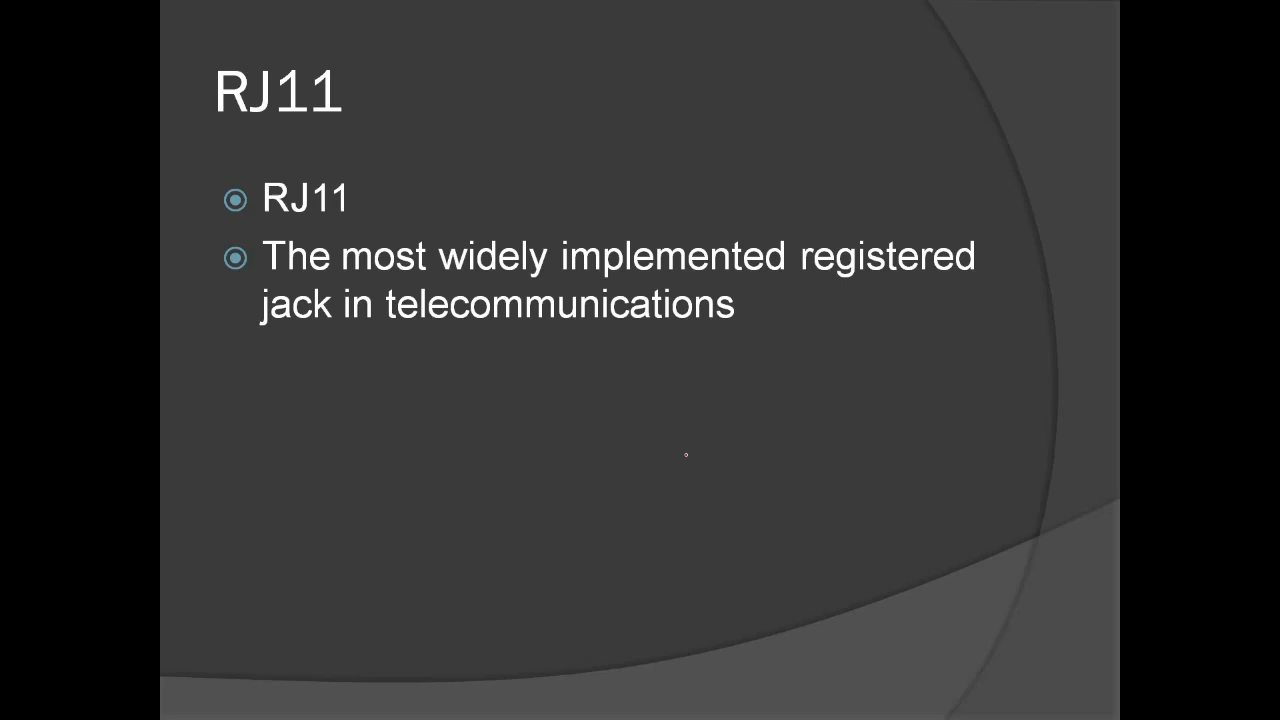 RJ11
RJ11
The most widely implemented registered
jack in telecommunications